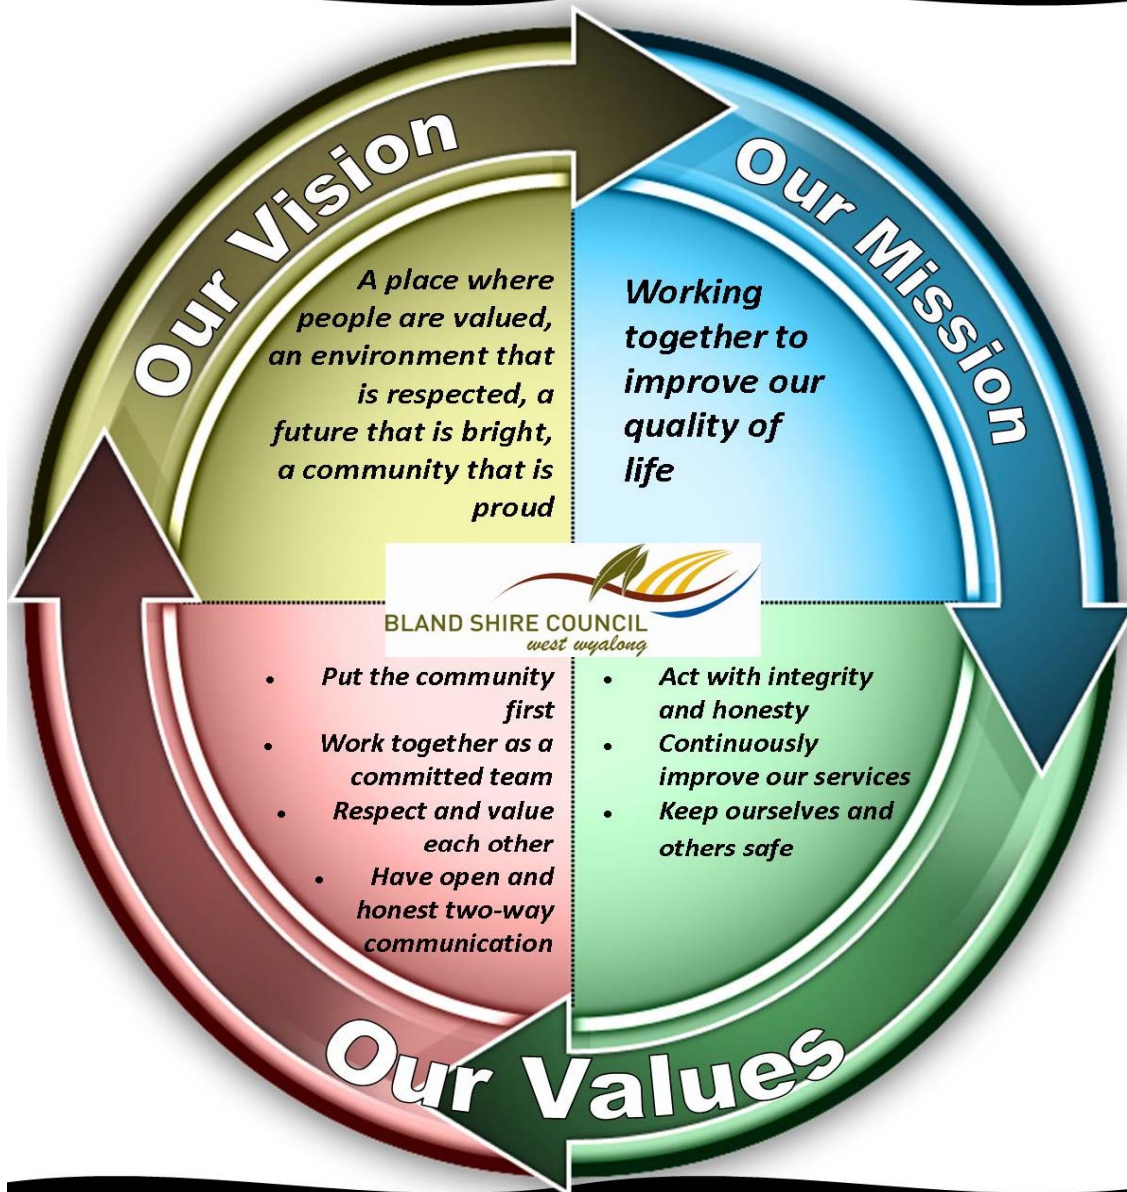 Our Vision
A place where
people are valued,
an environment that
is respected, a
future that is bright,
a community that is
proud
Our Mission
Working
together to
improve our
quality of
life
BLAND SHIRE COUNCIL
west wyalong
• Put the community
first
• Work together as a
committed team
• Respect and value
each other
• Have open and
honest two-way
communication
• Act with integrity
and honesty
• Continuously
improve our services
• Keep ourselves and
others safe
Our Values